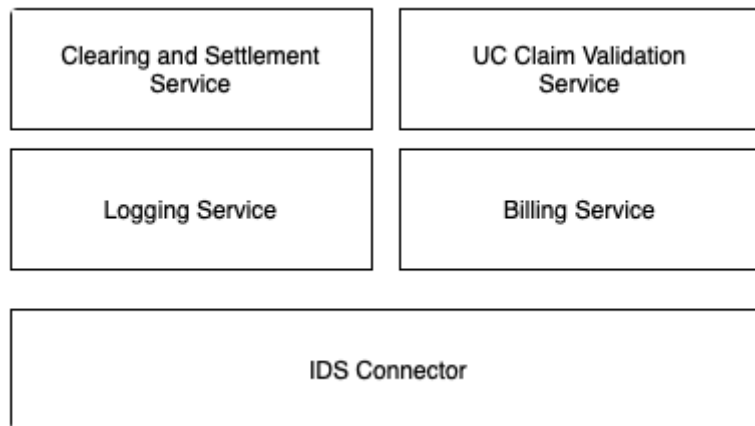 Clearing and Settlement
Service
UC Claim Validation
Service
Logging Service
Billing Service
IDS Connector